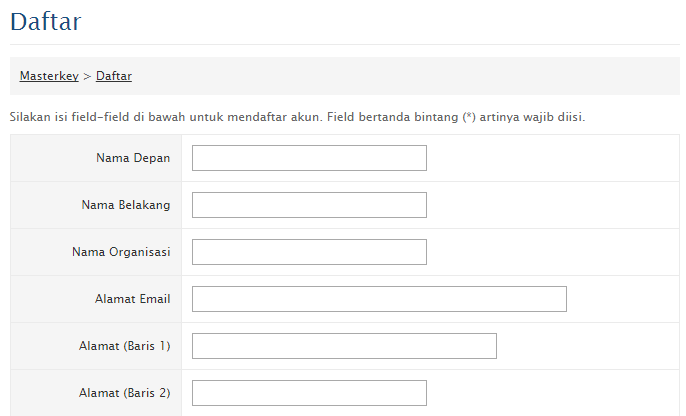 Daftar
Masterkey > Daftar
Silakan isi field-field di bawah untuk mendaftar akun. Field bertanda bintang (*) artinya wajib diisi.
Nama Depan
Nama Belakang
Nama Organisasi
Alamat Email
Alamat (Baris 1)
Alamat (Baris 2)